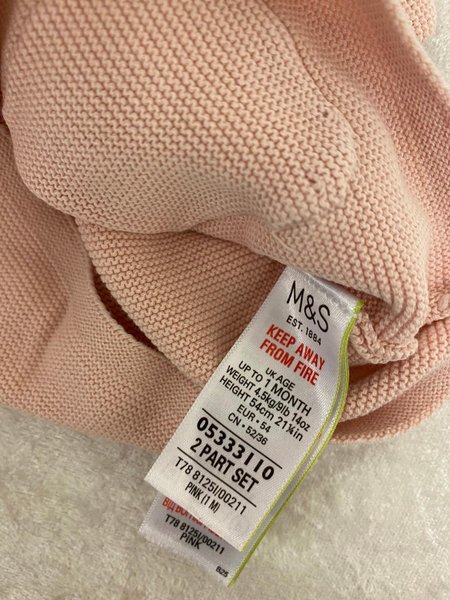 M&S
EST. 1884
KEEP AWAY
FROM FIRE
UK AGE
UP TO 1 MONTH
WEIGHT 4.5kg/9lb 14oz
HEIGHT 54cm 21¼in
EUR • 54
CN • 52/36
05333110
2 PART SET
T78 8125I/00211
PINK (1 M)
T78 8125I/00211
PINK
B25